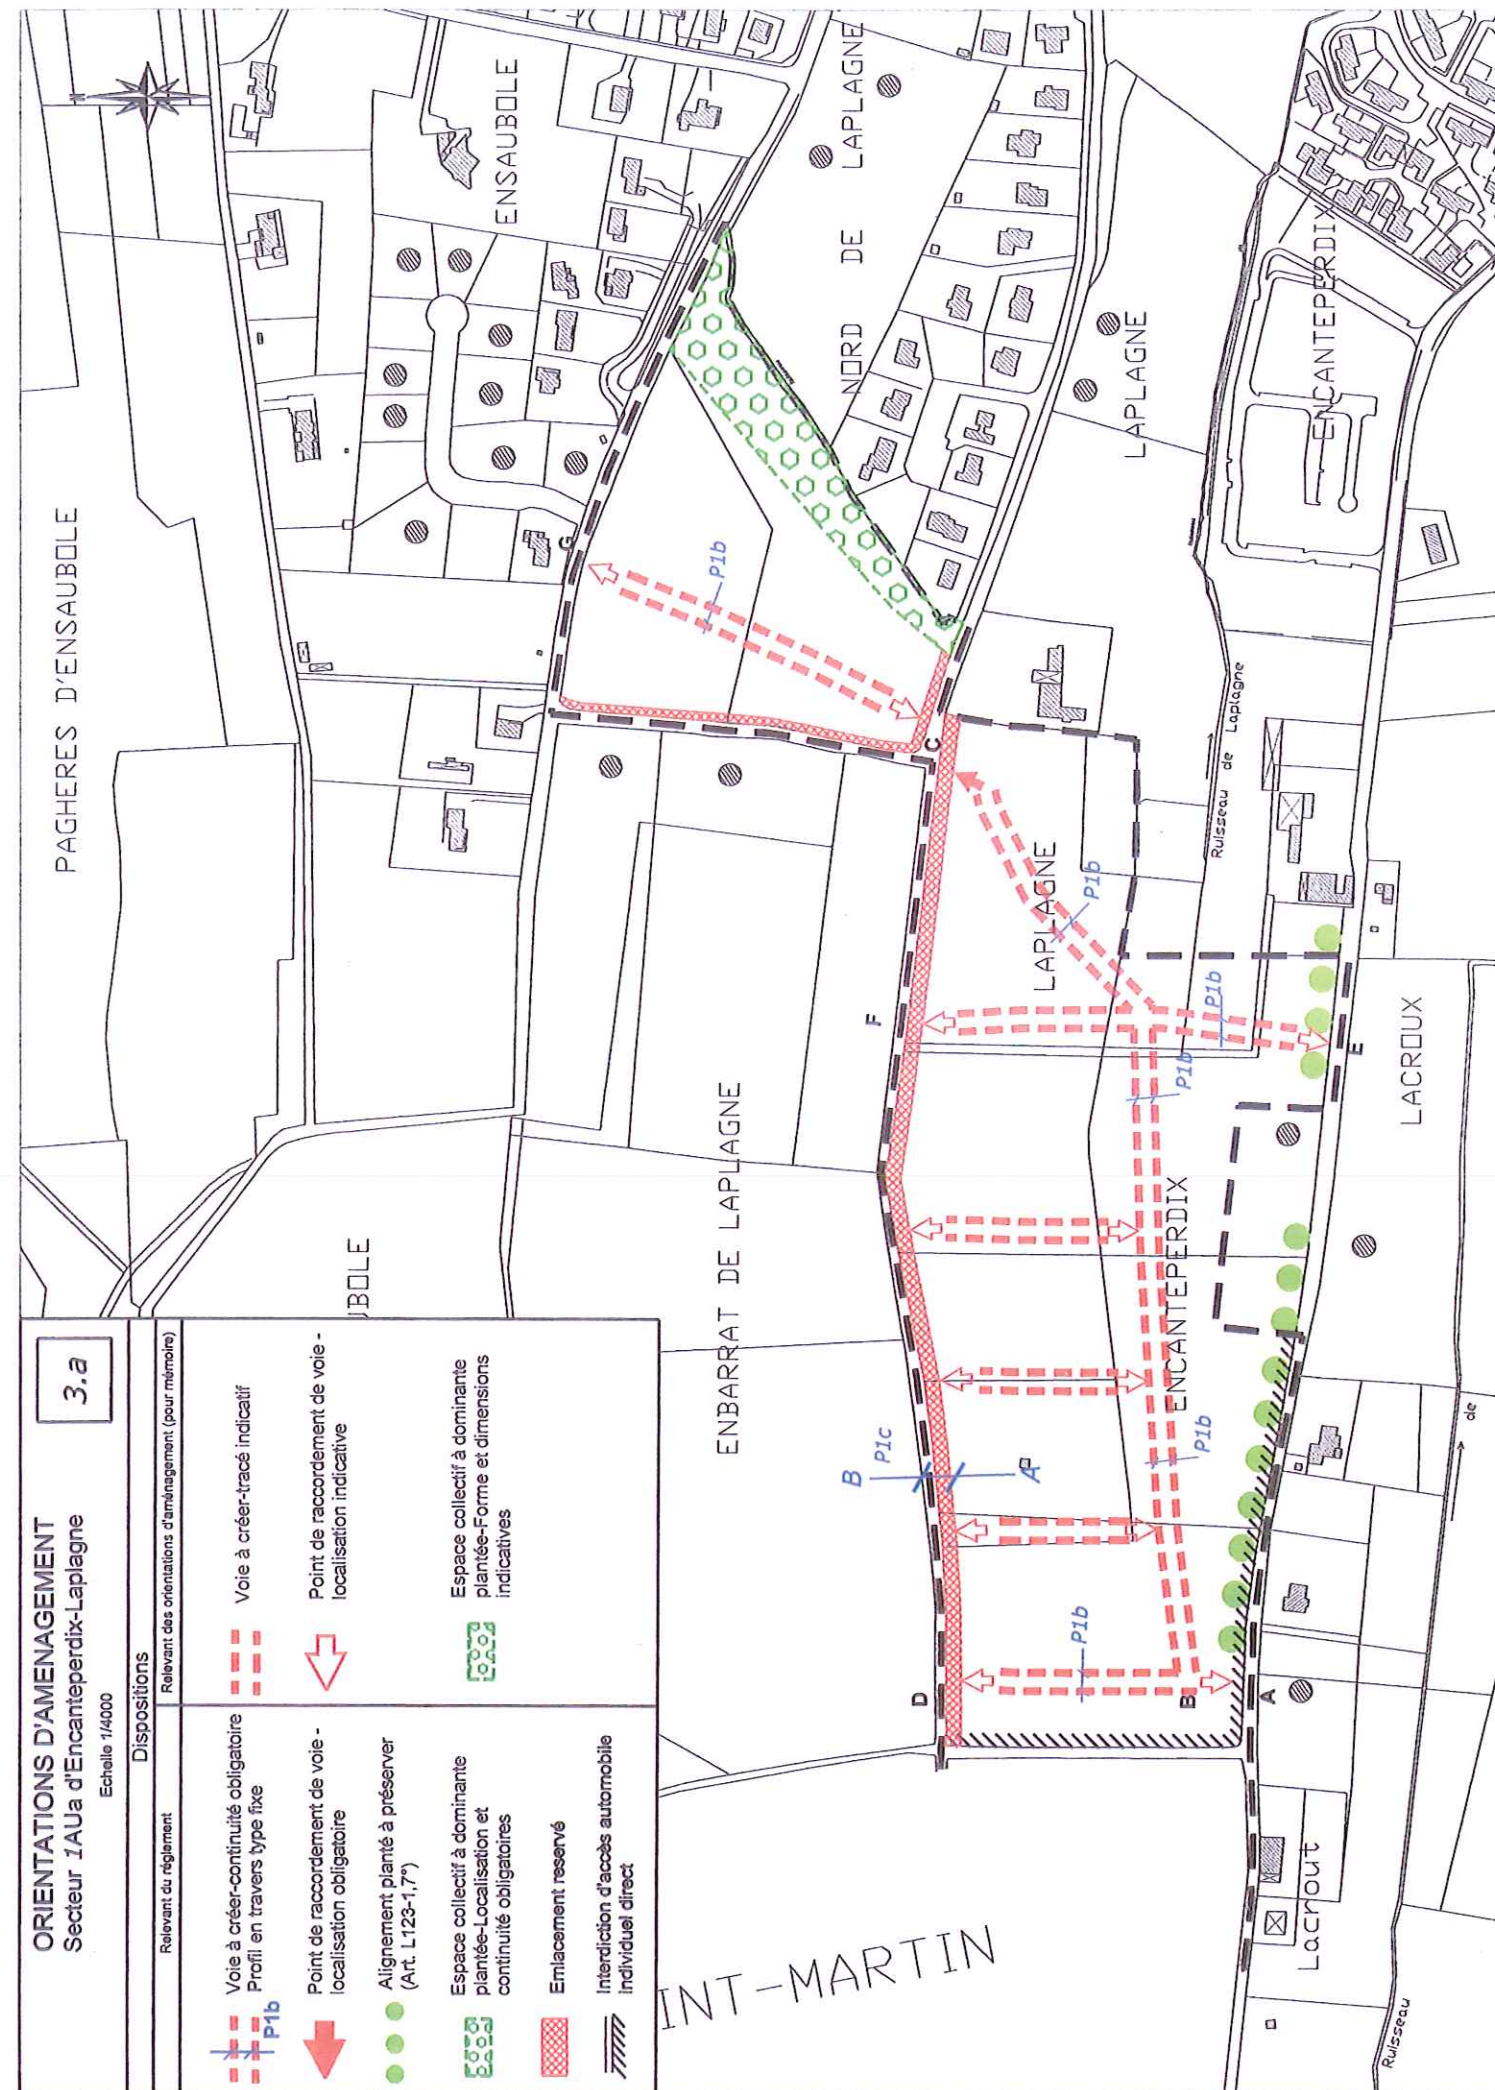 ORIENTATIONS D'AMENAGEMENT
Secteur 1AUa d'Encanteperdix-Laplagne
Echelle 1/4000
3.a
Dispositions
Relevant du règlement
Relevant des orientations d'aménagement (pour mémoire)
P1b
Voie à créer-continuité obligatoire
Profil en travers type fixe
Point de raccordement de voie -
localisation obligatoire
Alignement planté à préserver
(Art. L123-1,7°)
Espace collectif à dominante
plantée-Localisation et
continuité obligatoires
Emlacement reservé
Interdiction d'accès automobile
individuel direct
Voie à créer-tracé indicatif
Point de raccordement de voie -
localisation indicative
Espace collectif à dominante
plantée-Forme et dimensions
indicatives
PAGHERES D'ENSAUBOLE
ENSAUBOLE
UBOLE
NORD DE LAPLAGNE
LAPLAGNE
ENCANTEPERDIX
ENBARRAT DE LAPLAGNE
LAPLAGNE
ENCANTEPERDIX
LACROUX
INT-MARTIN
Lacrout
Ruisseau de Laplagne
Ruisseau
de
N
G
C
F
E
D
B
A
B
A
P1c
P1b
P1b
P1b
P1b
P1b
P1b